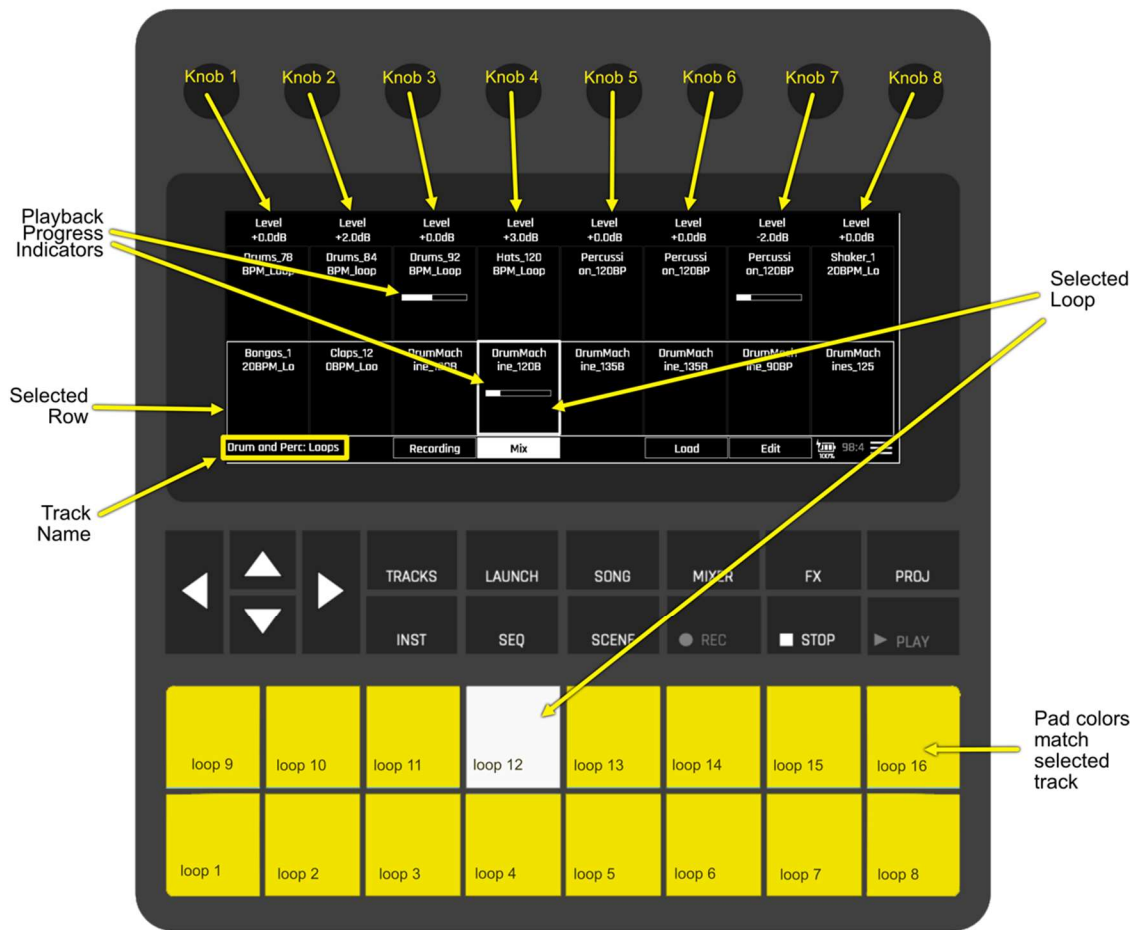 Knob 1 Knob 2 Knob 3 Knob 4 Knob 5 Knob 6 Knob 7 Knob 8
Playback
Progress
Indicators
Level Level Level Level Level Level Level Level
+0.0dB +2.0dB +0.0dB +3.0dB +0.0dB +0.0dB -2.0dB +0.0dB
Drums_78 Drums_84 Drums_92 Hats_120 Percussi Percussi Percussi Shaker_1
BPM_Loop BPM_loop BPM_Loop BPM_Loop on_120BP on_120BP on_120BP 20BPM_Lo
Selected
Loop
Bongos_1 Claps_12 DrumMach DrumMach DrumMach DrumMach DrumMach DrumMach
20BPM_Lo 0BPM_Loo ine_120B ine_135B ine_135B ine_90BP ines_125
Selected
Row
Drum and Perc: Loops Recording Mix Load Edit 100% 98:4
Track
Name
TRACKS LAUNCH SONG MIXER FX PROJ
INST SEQ SCENE REC STOP PLAY
loop 9 loop 10 loop 11 loop 12 loop 13 loop 14 loop 15 loop 16
Pad colors
match
selected
track
loop 1 loop 2 loop 3 loop 4 loop 5 loop 6 loop 7 loop 8